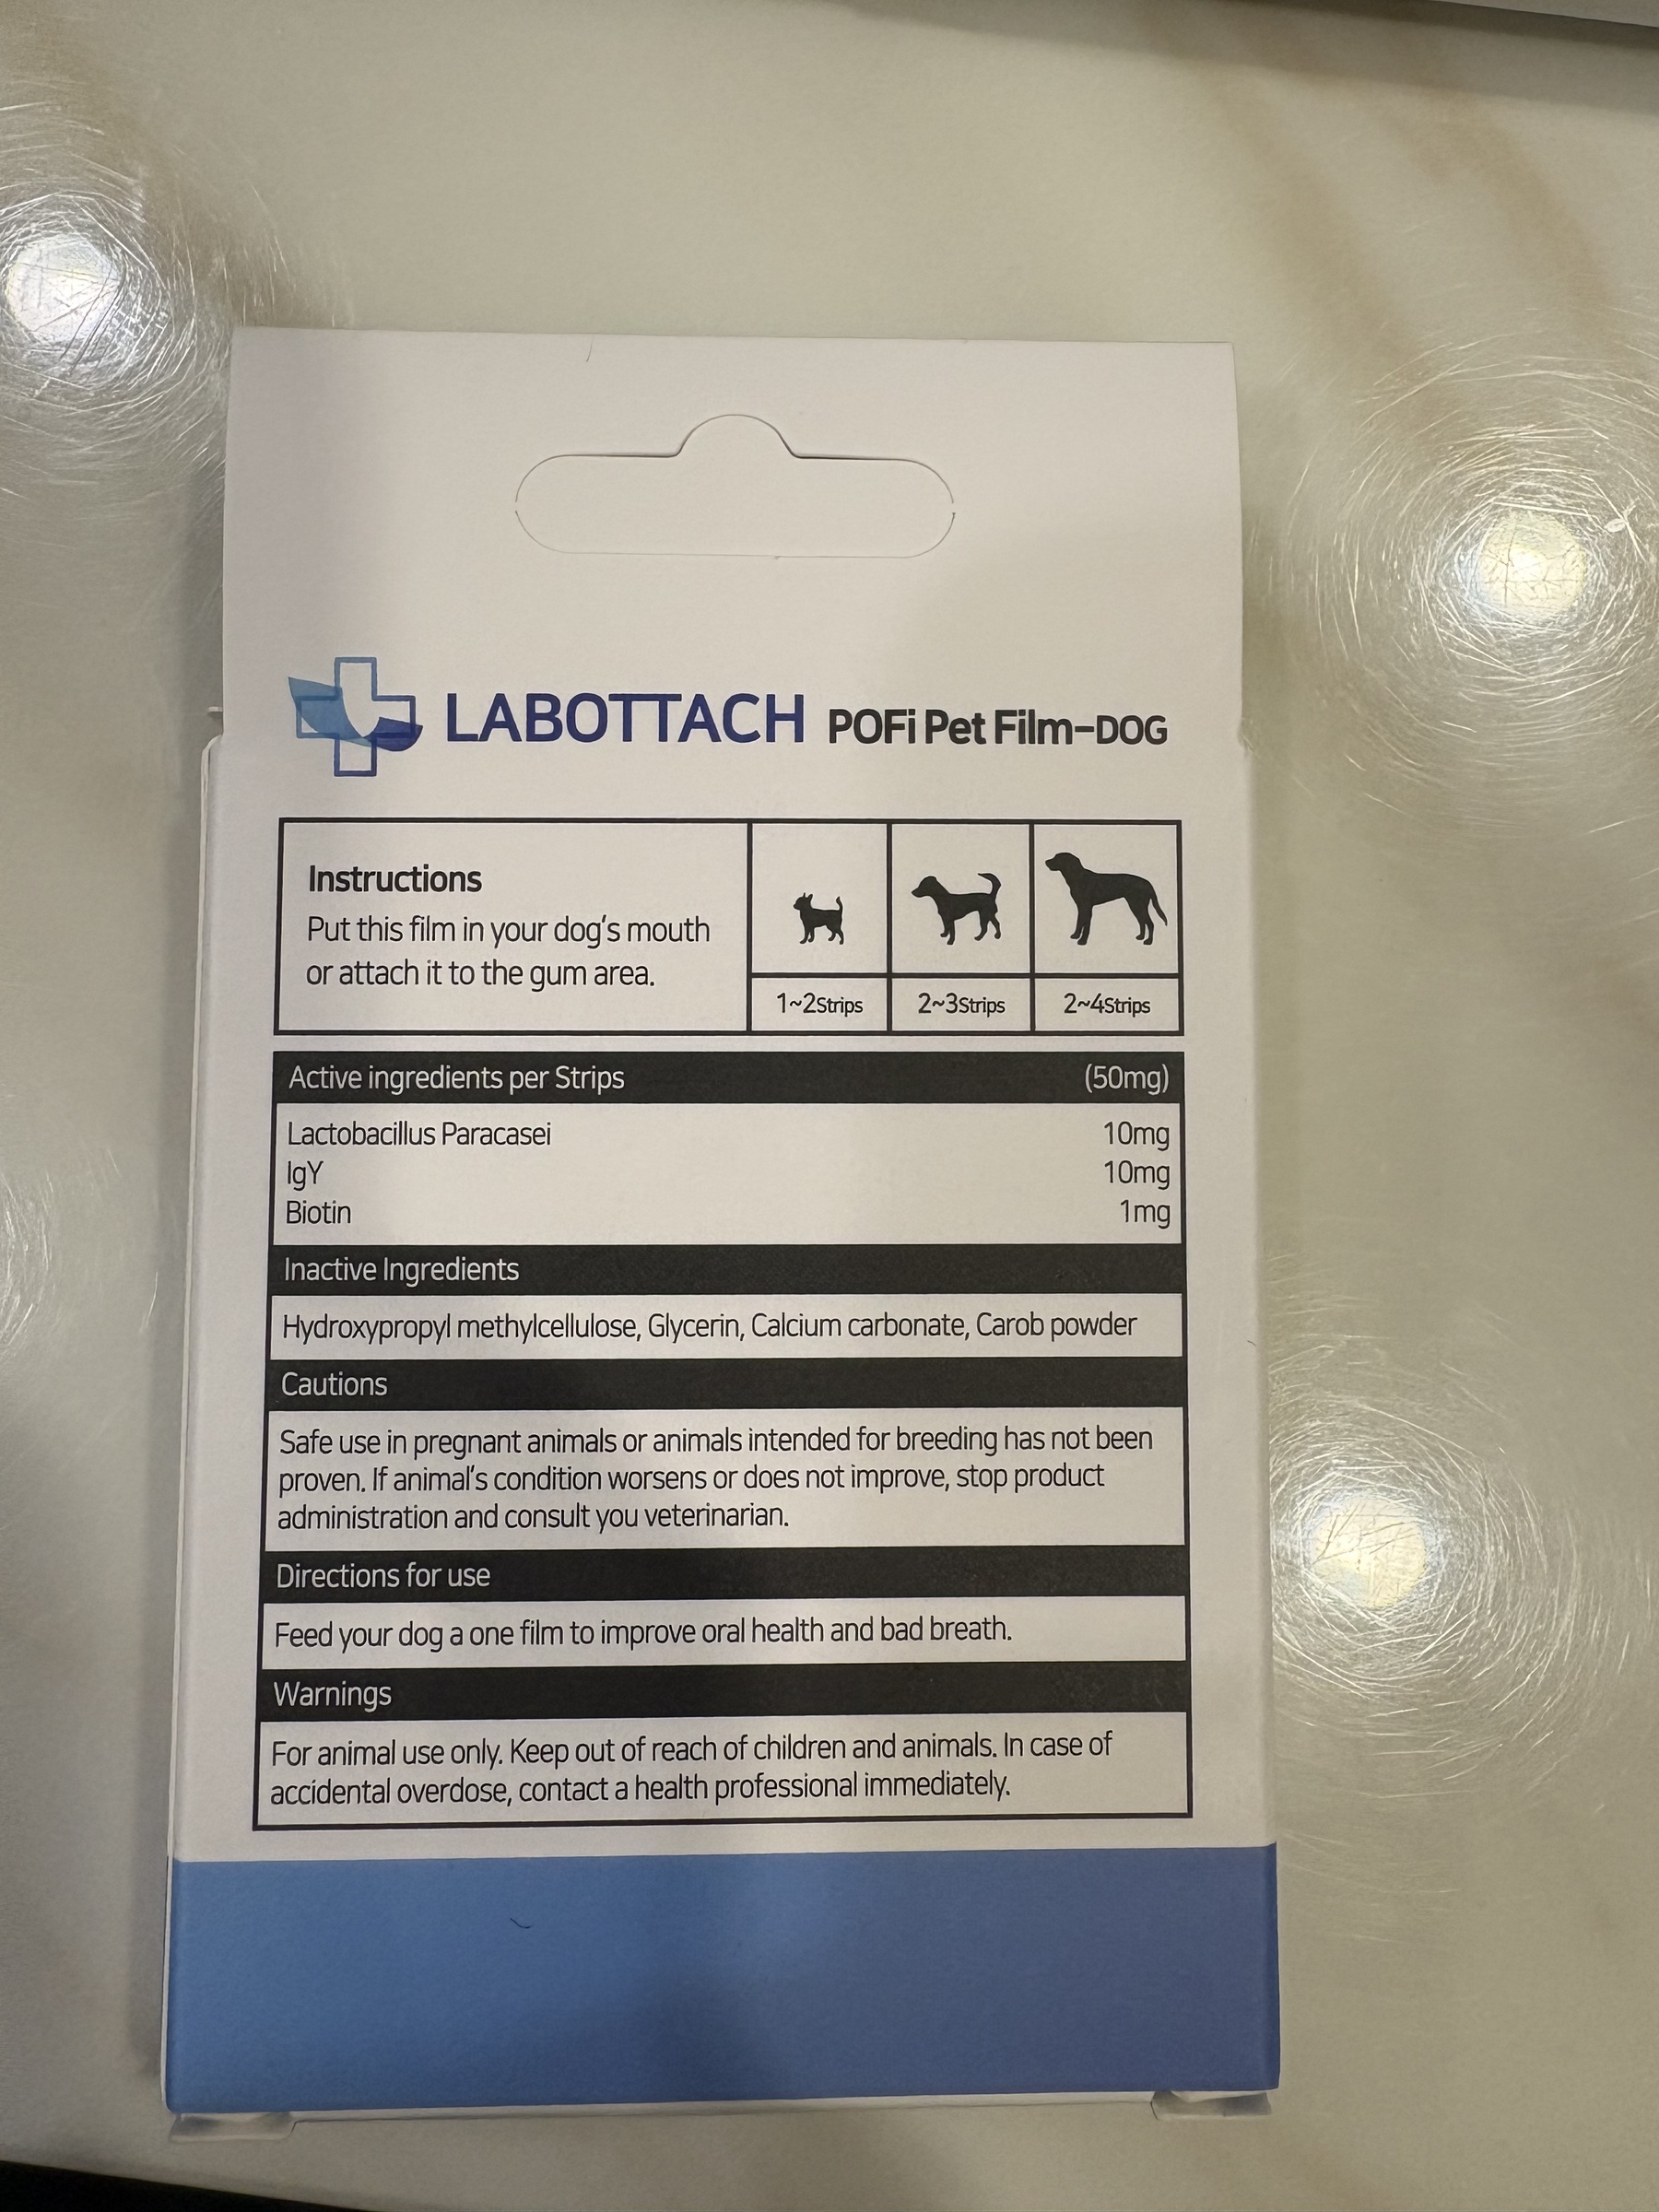 LABOTTACH POFi Pet Film-DOG
Instructions
Put this film in your dog's mouth
or attach it to the gum area.
1~2Strips 2~3Strips 2~4Strips
Active ingredients per Strips (50mg)
Lactobacillus Paracasei 10mg
IgY 10mg
Biotin 1mg
Inactive Ingredients
Hydroxypropyl methylcellulose, Glycerin, Calcium carbonate, Carob powder
Cautions
Safe use in pregnant animals or animals intended for breeding has not been
proven. If animal's condition worsens or does not improve, stop product
administration and consult you veterinarian.
Directions for use
Feed your dog a one film to improve oral health and bad breath.
Warnings
For animal use only. Keep out of reach of children and animals. In case of
accidental overdose, contact a health professional immediately.